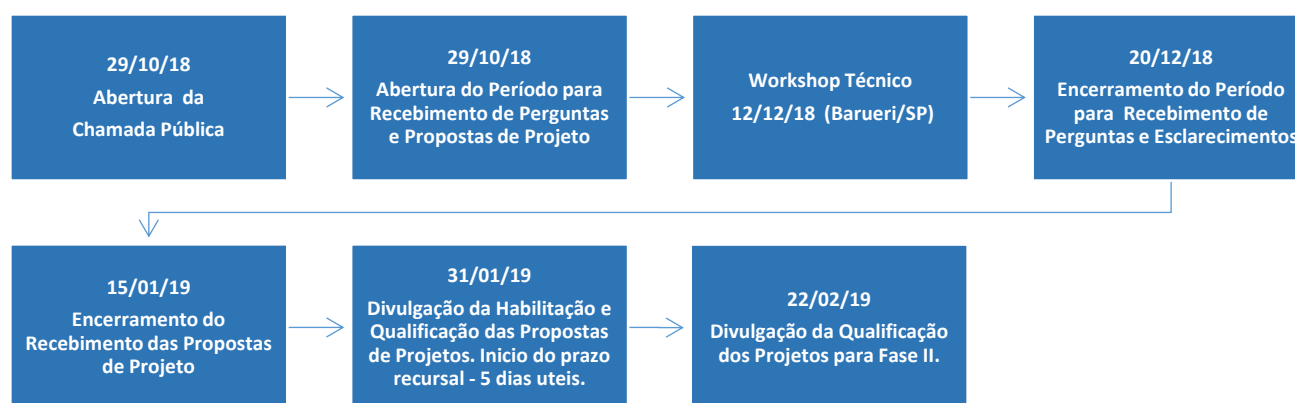 29/10/18
Abertura da
Chamada Pública
29/10/18
Abertura do Período para
Recebimento de Perguntas
e Propostas de Projeto
Workshop Técnico
12/12/18 (Barueri/SP)
20/12/18
Encerramento do Período
para Recebimento de
Perguntas e Esclarecimentos
15/01/19
Encerramento do
Recebimento das Propostas
de Projeto
31/01/19
Divulgação da Habilitação e
Qualificação das Propostas
de Projetos. Inicio do prazo
recursal - 5 dias uteis.
22/02/19
Divulgação da Qualificação
dos Projetos para Fase II.